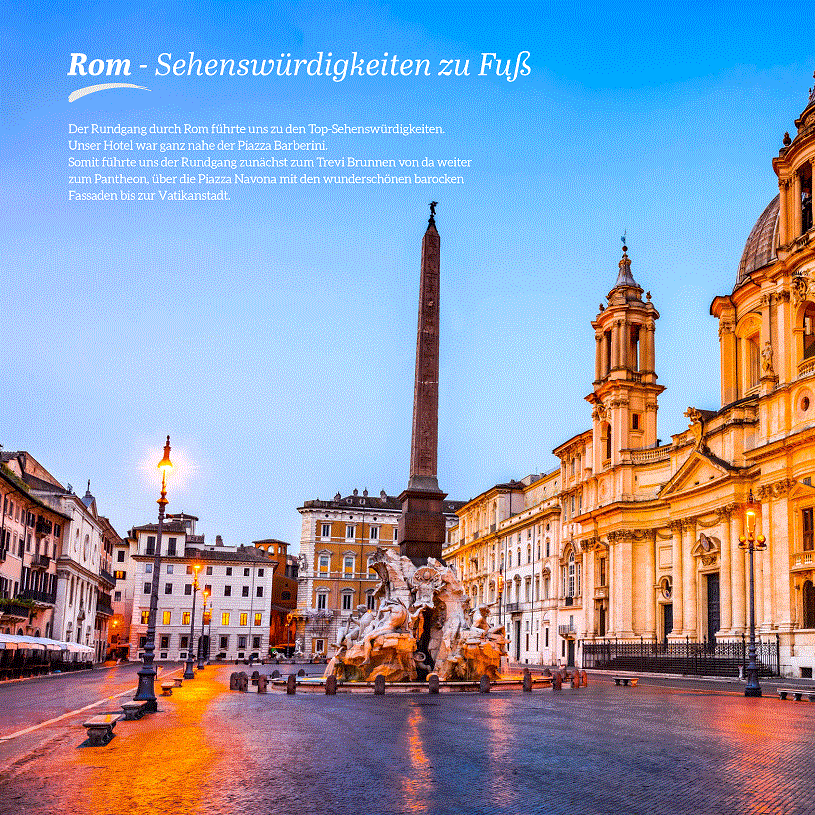 Rom - Sehenswürdigkeiten zu Fuß
Der Rundgang durch Rom führte uns zu den Top-Sehenswürdigkeiten.
Unser Hotel war ganz nahe der Piazza Barberini.
Somit führte uns der Rundgang zunächst zum Trevi Brunnen von da weiter
zum Pantheon, über die Piazza Navona mit den wunderschönen barocken
Fassaden bis zur Vatikanstadt.